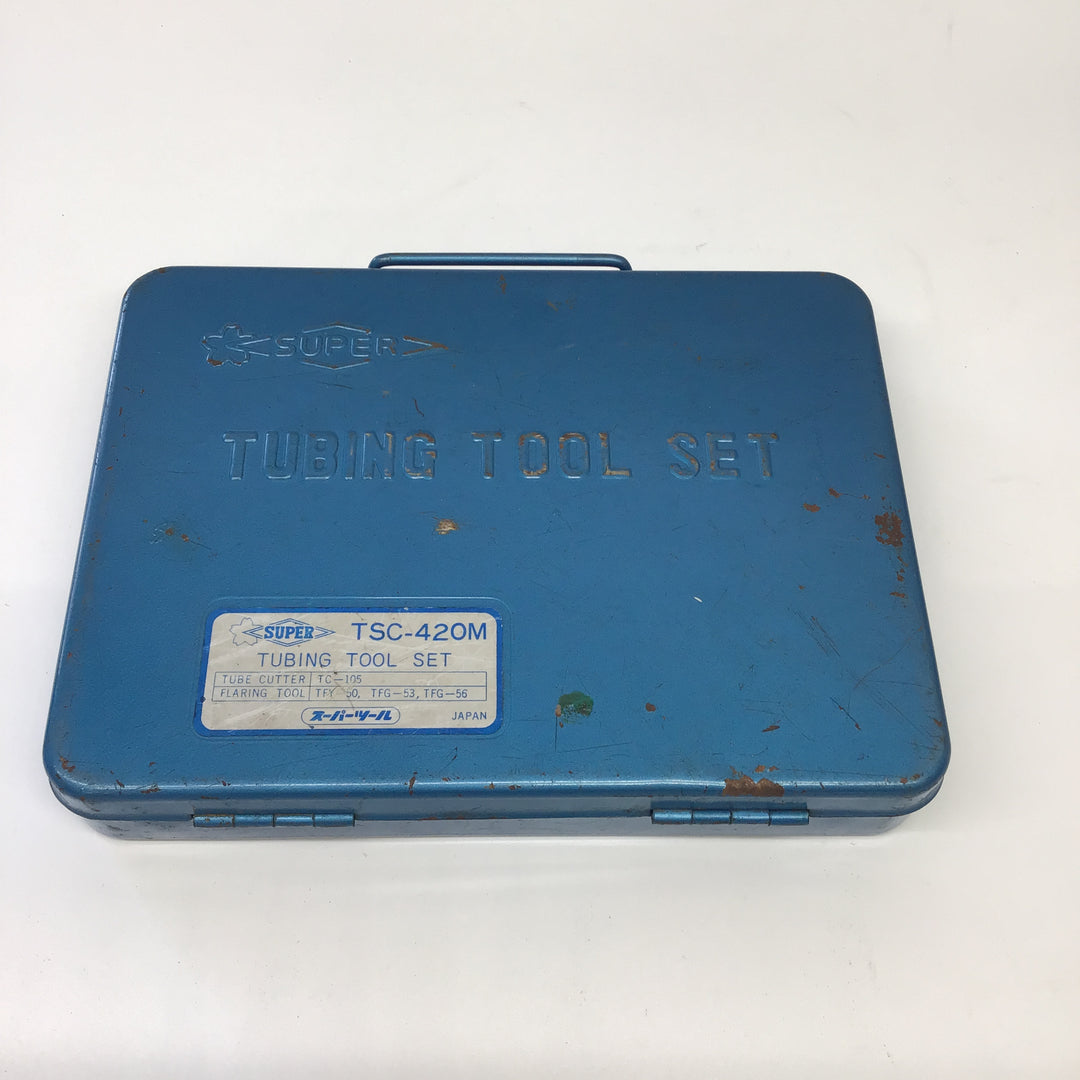 SUPER
TUBING TOOL SET
SUPER TSC-420M
TUBING TOOL SET
TUBE CUTTER TC-105
FLARING TOOL 50, TFG-53, TFG-56
スーパーツール JAPAN